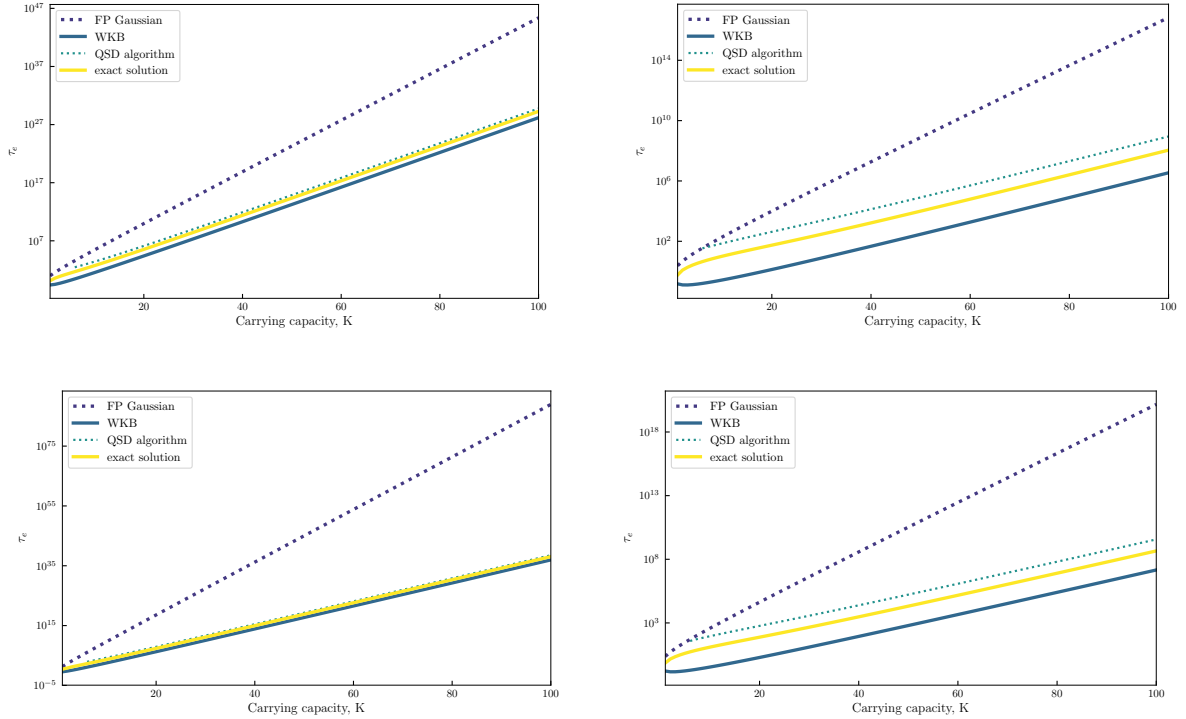 10^47
10^37
10^27
10^17
10^7
τ_e
FP Gaussian
WKB
QSD algorithm
exact solution
20
40
60
80
100
Carrying capacity, K
10^14
10^10
10^6
10^2
τ_e
FP Gaussian
WKB
QSD algorithm
exact solution
20
40
60
80
100
Carrying capacity, K
10^75
10^55
10^35
10^15
10^−5
τ_e
FP Gaussian
WKB
QSD algorithm
exact solution
20
40
60
80
100
Carrying capacity, K
10^18
10^13
10^8
10^3
τ_e
FP Gaussian
WKB
QSD algorithm
exact solution
20
40
60
80
100
Carrying capacity, K